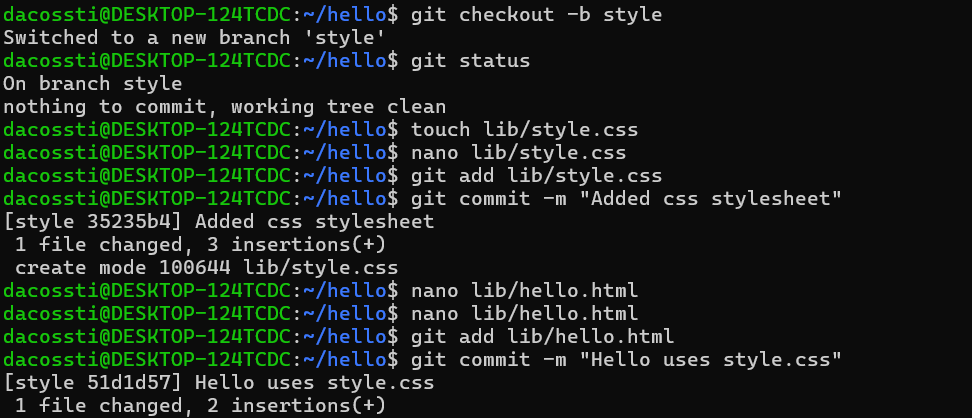 dacossti@DESKTOP-124TCDC:~/hello$ git checkout -b style
Switched to a new branch 'style'
dacossti@DESKTOP-124TCDC:~/hello$ git status
On branch style
nothing to commit, working tree clean
dacossti@DESKTOP-124TCDC:~/hello$ touch lib/style.css
dacossti@DESKTOP-124TCDC:~/hello$ nano lib/style.css
dacossti@DESKTOP-124TCDC:~/hello$ git add lib/style.css
dacossti@DESKTOP-124TCDC:~/hello$ git commit -m "Added css stylesheet"
[style 35235b4] Added css stylesheet
 1 file changed, 3 insertions(+)
 create mode 100644 lib/style.css
dacossti@DESKTOP-124TCDC:~/hello$ nano lib/hello.html
dacossti@DESKTOP-124TCDC:~/hello$ nano lib/hello.html
dacossti@DESKTOP-124TCDC:~/hello$ git add lib/hello.html
dacossti@DESKTOP-124TCDC:~/hello$ git commit -m "Hello uses style.css"
[style 51d1d57] Hello uses style.css
 1 file changed, 2 insertions(+)